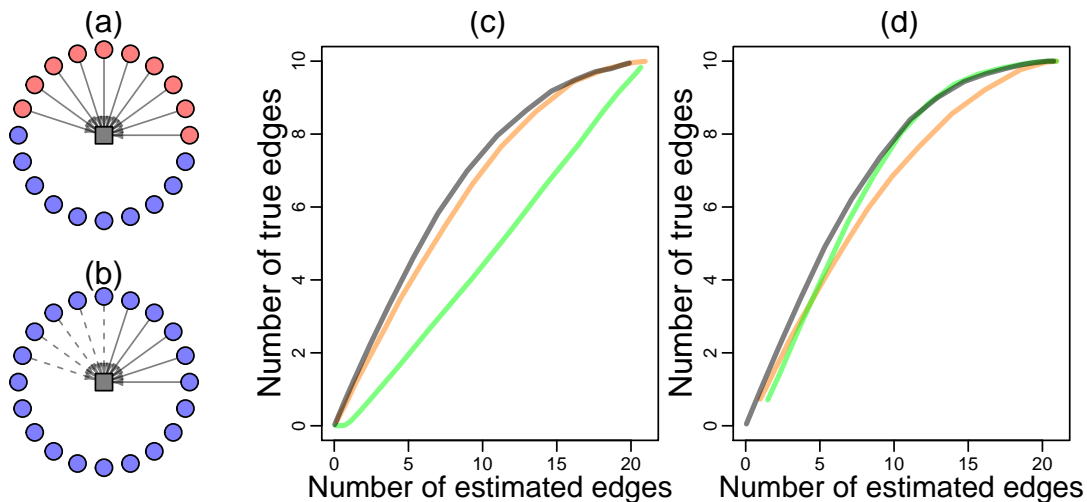 (a)
(b)
(c)
Number of true edges
0 2 4 6 8 10
0 5 10 15 20
Number of estimated edges
(d)
Number of true edges
0 2 4 6 8 10
0 5 10 15 20
Number of estimated edges